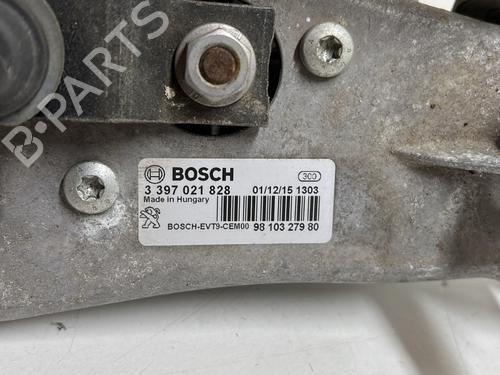 B-PARTS
BOSCH
300
3 397 021 828
01/12/15 1303
Made in Hungary
BOSCH-EVT9-CEM00
98 103 279 80